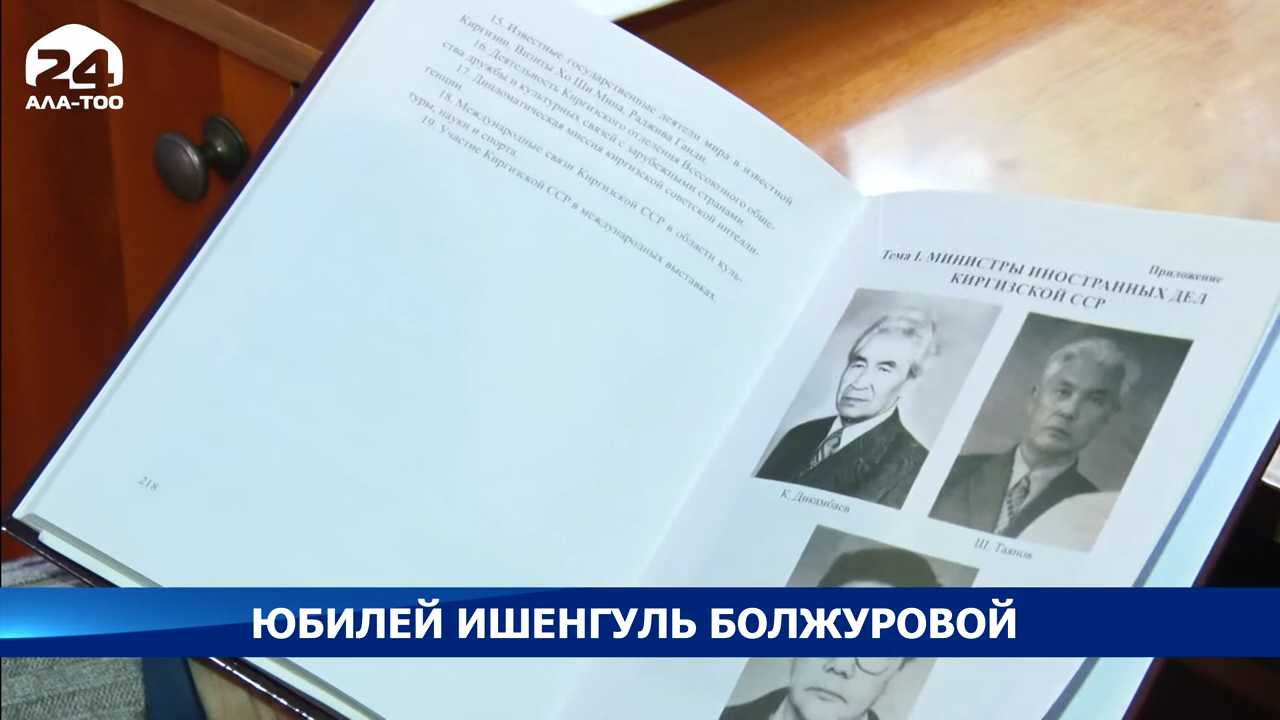 24
АЛА-ТОО
15. Известные государственные деятели мира в известной
Киргизии. Визиты Хо Ши Мина, Раджива Ганди.
16. Деятельность Киргизского отделения Всесоюзного обще-
ства дружбы и культурных связей с зарубежными странами.
17. Дипломатическая миссия киргизской советской интелли-
генции.
18. Международные связи Киргизской ССР в области куль-
туры, науки и спорта.
19. Участие Киргизской ССР в международных выставках.
218
Приложение
Тема I. МИНИСТРЫ ИНОСТРАННЫХ ДЕЛ
КИРГИЗСКОЙ ССР
К. Дикамбаев
Ш. Таянов
ЮБИЛЕЙ ИШЕНГУЛЬ БОЛЖУРОВОЙ